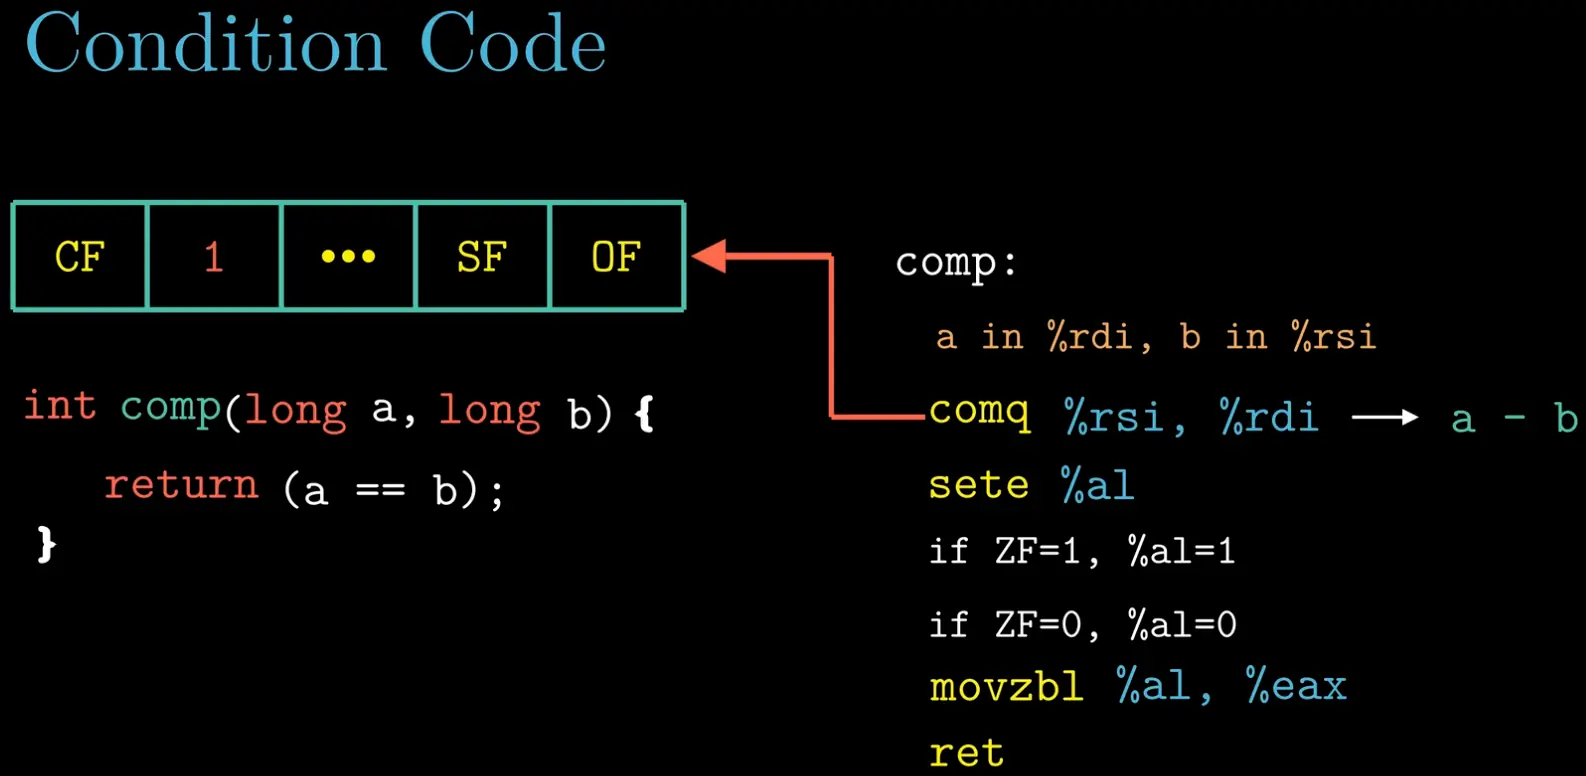 Condition Code
CF 1 ••• SF OF
int comp(long a, long b) {
return (a == b);
}
comp:
a in %rdi, b in %rsi
comq %rsi, %rdi ⟶ a - b
sete %al
if ZF=1, %al=1
if ZF=0, %al=0
movzbl %al, %eax
ret